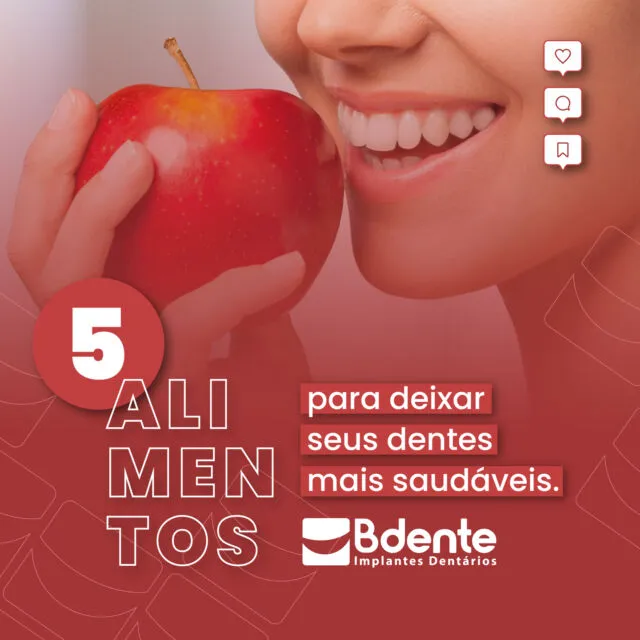 5
ALI
MEN
TOS
para deixar
seus dentes
mais saudáveis.
Bdente
Implantes Dentários